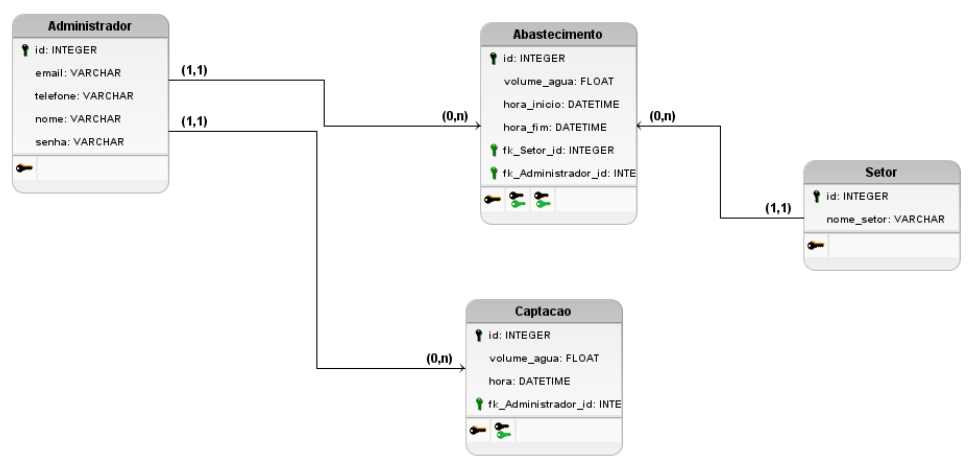 Administrador
id: INTEGER
email: VARCHAR
telefone: VARCHAR
nome: VARCHAR
senha: VARCHAR
(1,1)
(1,1)
Abastecimento
id: INTEGER
volume_agua: FLOAT
hora_inicio: DATETIME
hora_fim: DATETIME
fk_Setor_id: INTEGER
fk_Administrador_id: INTE
(0,n)
(0,n)
Setor
id: INTEGER
nome_setor: VARCHAR
(1,1)
Captacao
id: INTEGER
volume_agua: FLOAT
hora: DATETIME
fk_Administrador_id: INTE
(0,n)